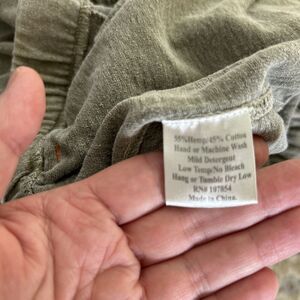 55%Hemp/45% Cotton
Hand or Machine Wash
Mild Detergent
Low Temp/No Bleach
Hang or Tumble Dry Low
RN# 107854
Made in China.